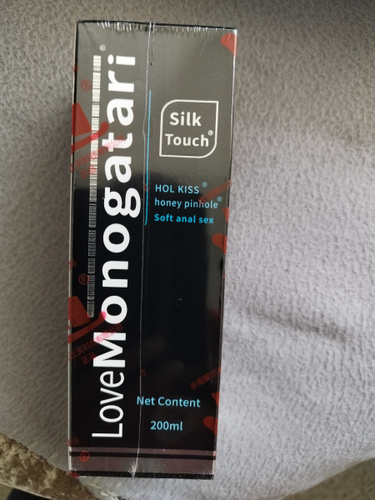 LoveMonogatari®
Silk
Touch®
HOL KISS®
honey pinhole®
Soft anal sex
Net Content
200ml